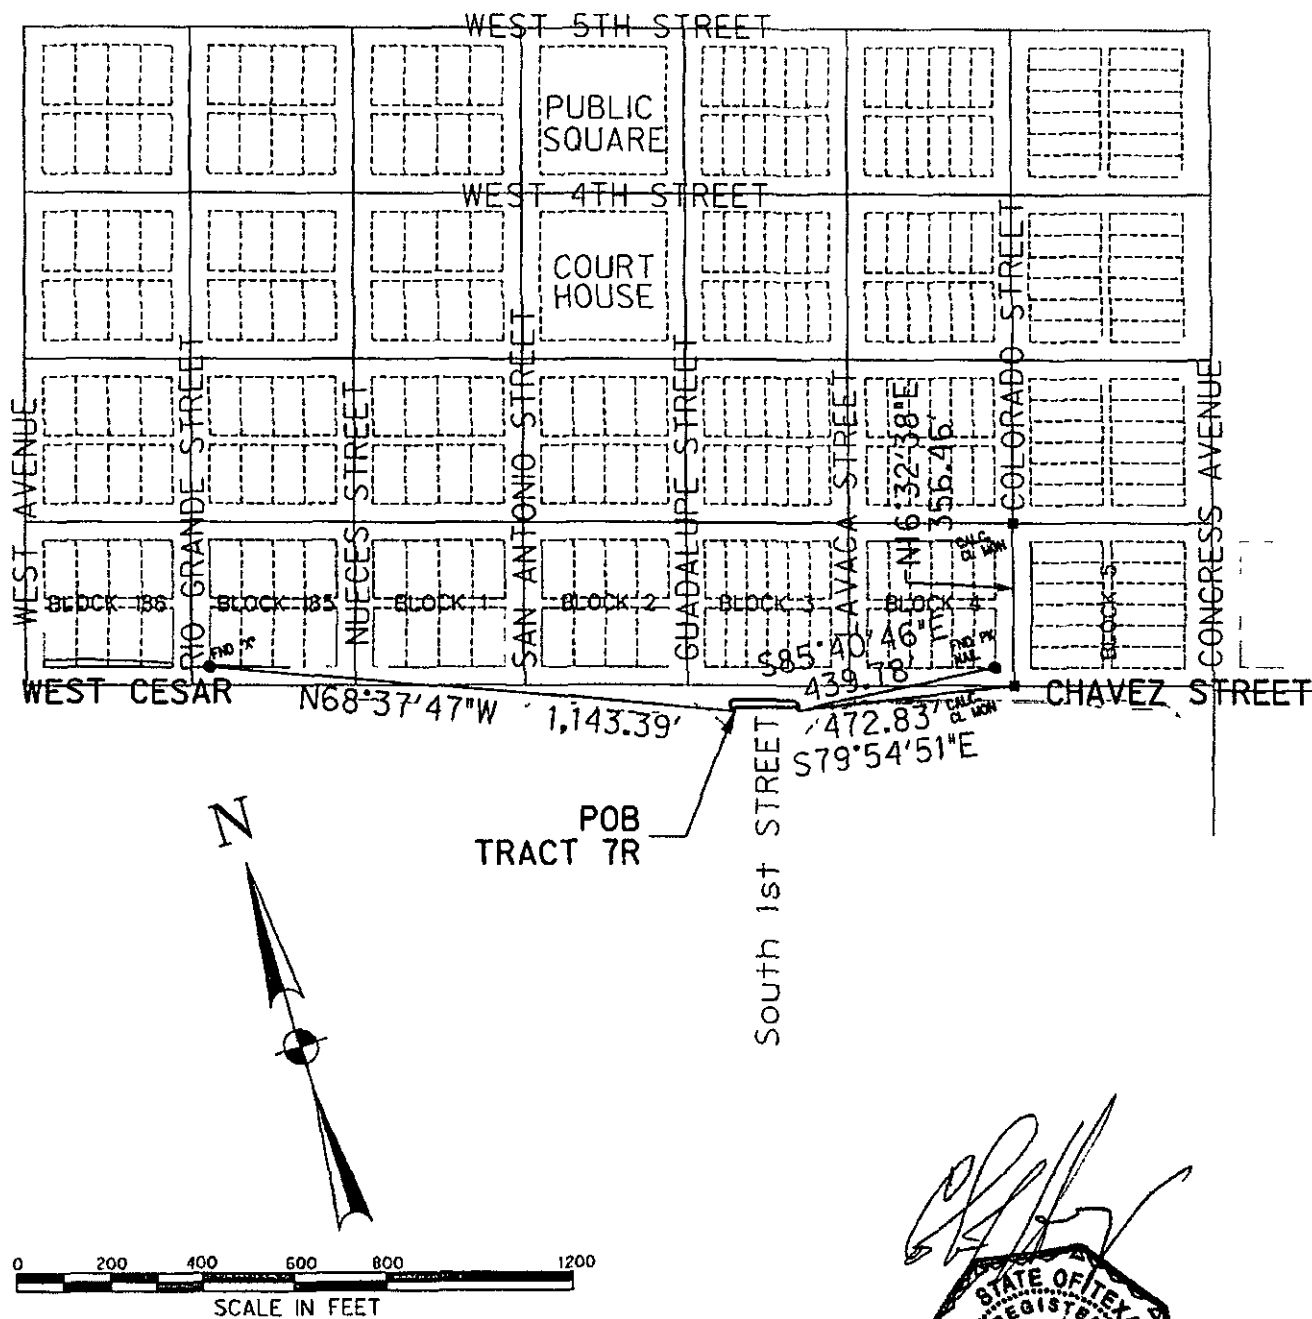 WEST 5TH STREET
PUBLIC
SQUARE
WEST 4TH STREET
COURT
HOUSE
WEST AVENUE
RIO GRANDE STREET
NUECES STREET
SAN ANTONIO STREET
GUADALUPE STREET
LAVACA STREET
N16°32'38"E
356.46'
COLORADO STREET
CONGRESS AVENUE
CALC.
CL MON
BLOCK 186
BLOCK 185
BLOCK 1
BLOCK 2
BLOCK 3
BLOCK 4
BLOCK 5
FND "X"
S85°40'46"E
439.78'
FND PK
NAIL
WEST CESAR
CHAVEZ STREET
N68°37'47"W
1,143.39'
472.83'
CALC.
CL MON
S79°54'51"E
South 1st STREET
POB
TRACT 7R
N
0 200 400 600 800 1200
SCALE IN FEET
STATE OF TEX
REGISTE